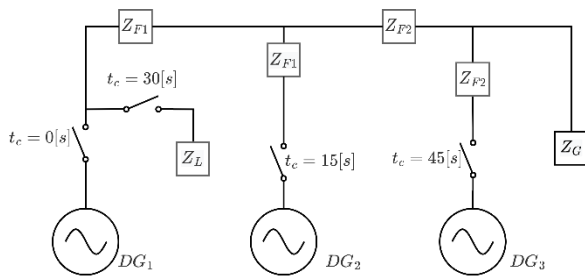 Z_{F1}
Z_{F2}
Z_{F1}
Z_{F2}
t_c = 30[s]
t_c = 0[s]
Z_L
t_c = 15[s]
t_c = 45[s]
Z_G
DG_1
DG_2
DG_3